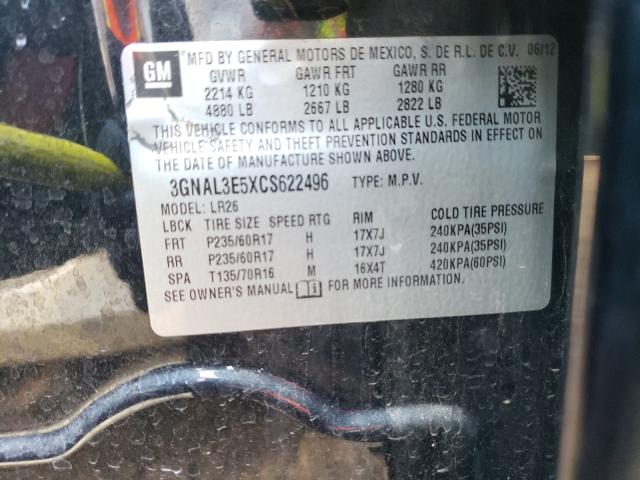 GM
MFD BY GENERAL MOTORS DE MEXICO, S. DE R.L. DE C.V. 06/12
GVWR GAWR FRT GAWR RR
2214 KG 1210 KG 1280 KG
4880 LB 2667 LB 2822 LB
THIS VEHICLE CONFORMS TO ALL APPLICABLE U.S. FEDERAL MOTOR
VEHICLE SAFETY AND THEFT PREVENTION STANDARDS IN EFFECT ON
THE DATE OF MANUFACTURE SHOWN ABOVE.
3GNAL3E5XCS622496 TYPE: M.P.V.
MODEL: LR26
LBCK TIRE SIZE SPEED RTG RIM COLD TIRE PRESSURE
FRT P235/60R17 H 17X7J 240KPA(35PSI)
RR P235/60R17 H 17X7J 240KPA(35PSI)
SPA T135/70R16 M 16X4T 420KPA(60PSI)
SEE OWNER'S MANUAL FOR MORE INFORMATION.